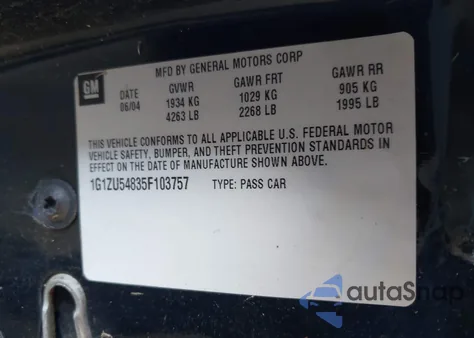 MFD BY GENERAL MOTORS CORP
GM
DATE GVWR GAWR FRT GAWR RR
06/04 1934 KG 1029 KG 905 KG
4263 LB 2268 LB 1995 LB
THIS VEHICLE CONFORMS TO ALL APPLICABLE U.S. FEDERAL MOTOR
VEHICLE SAFETY, BUMPER, AND THEFT PREVENTION STANDARDS IN
EFFECT ON THE DATE OF MANUFACTURE SHOWN ABOVE.
1G1ZU54835F103757 TYPE: PASS CAR
autoSnap